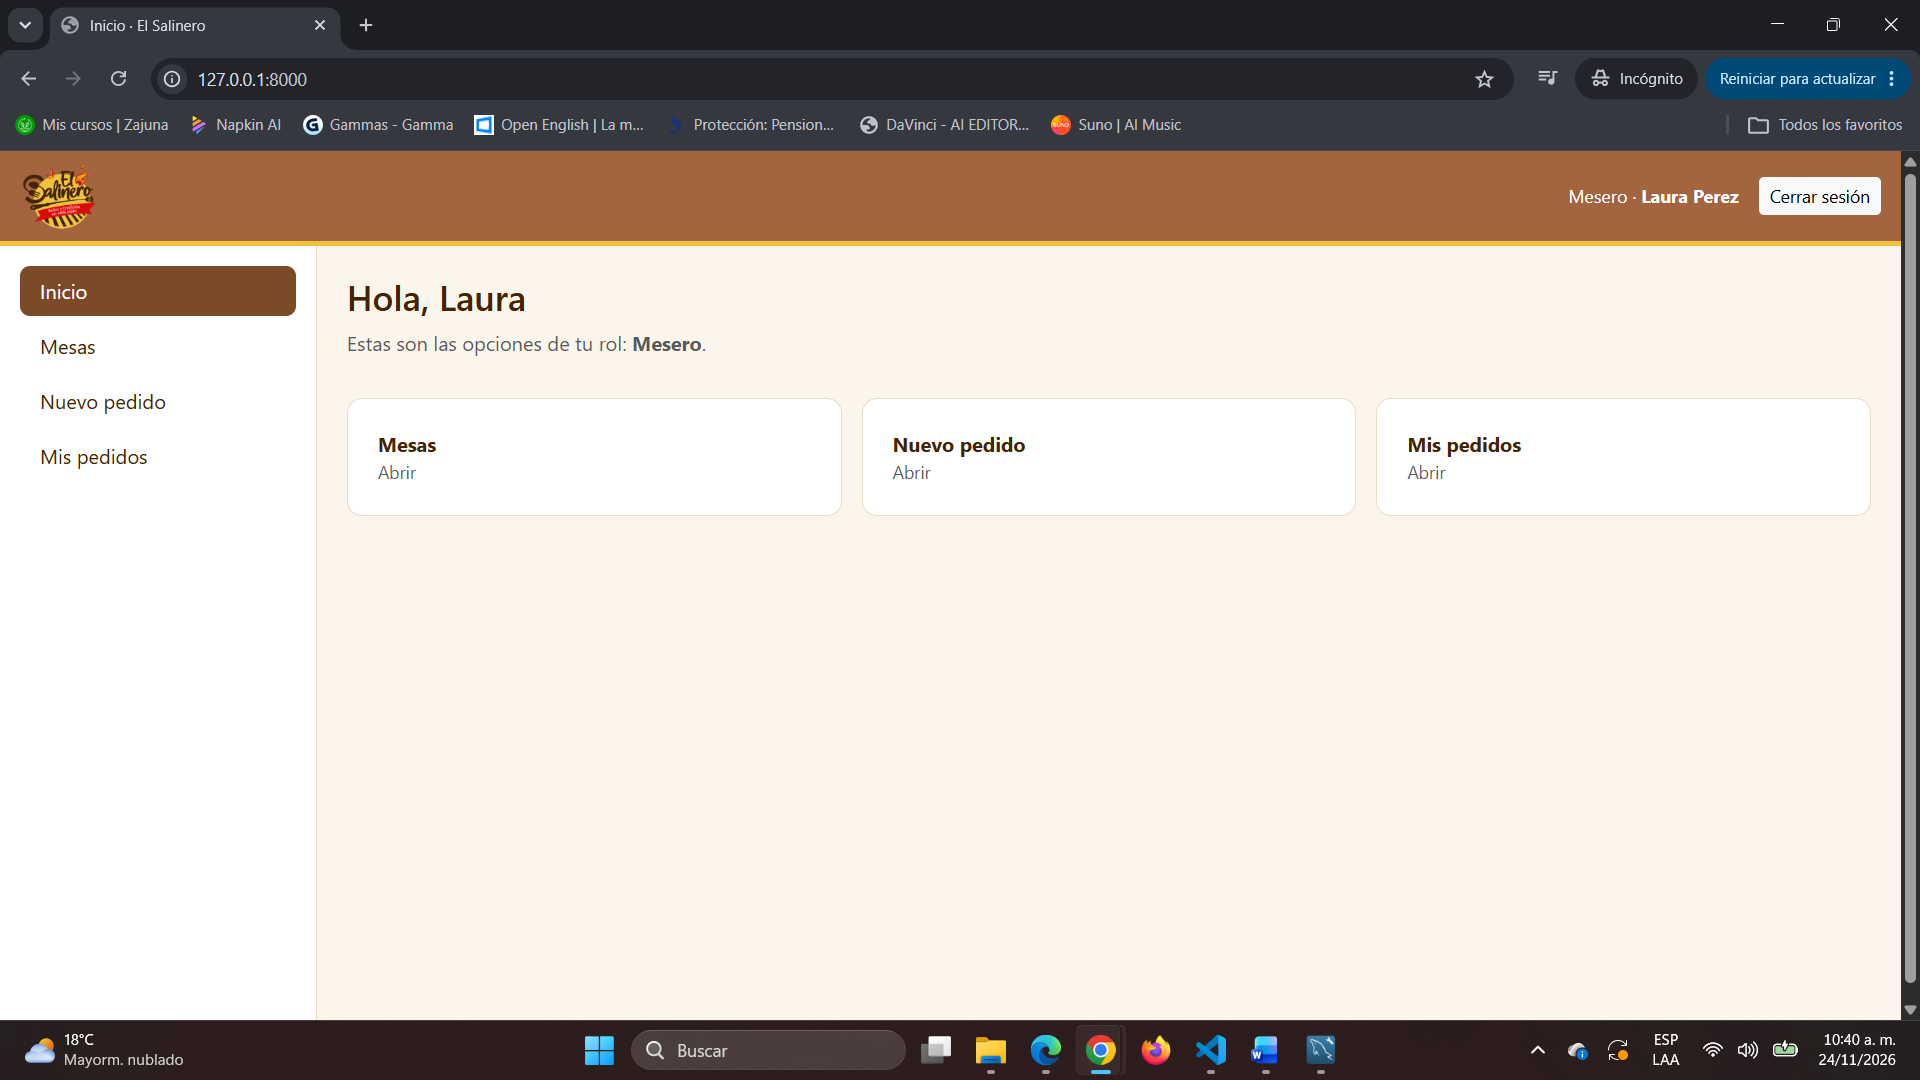 Inicio · El Salinero
127.0.0.1:8000
Incógnito
Reiniciar para actualizar
Mis cursos | Zajuna
Napkin AI
Gammas - Gamma
Open English | La m...
Protección: Pension...
DaVinci - AI EDITOR...
Suno | AI Music
Todos los favoritos
El
Salinero
Mesero · Laura Perez
Cerrar sesión
Inicio
Mesas
Nuevo pedido
Mis pedidos
Hola, Laura
Estas son las opciones de tu rol: Mesero.
Mesas
Abrir
Nuevo pedido
Abrir
Mis pedidos
Abrir
18°C
Mayorm. nublado
Buscar
ESP
LAA
10:40 a. m.
24/11/2026